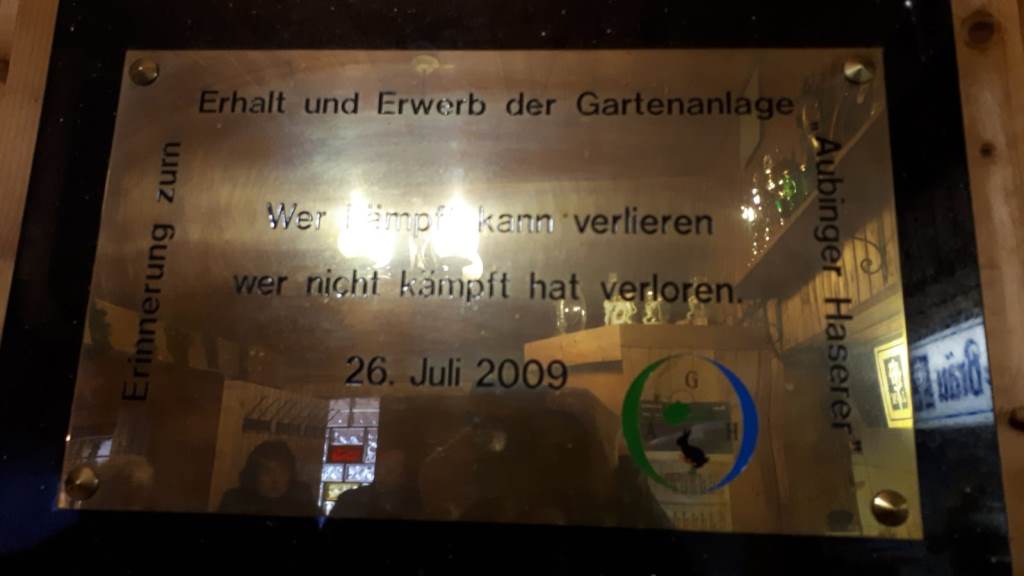 Erinnerung zum
Erhalt und Erwerb der Gartenanlage
"Aubinger Haserer"
Wer kämpft kann verlieren
wer nicht kämpft hat verloren.
26. Juli 2009
G
A H
Bräu